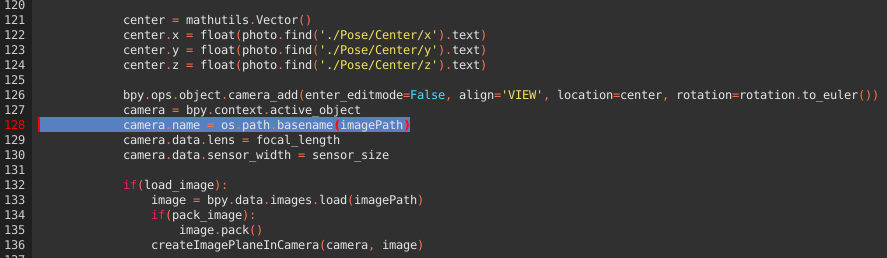 120
121 center = mathutils.Vector()
122 center.x = float(photo.find('./Pose/Center/x').text)
123 center.y = float(photo.find('./Pose/Center/y').text)
124 center.z = float(photo.find('./Pose/Center/z').text)
125
126 bpy.ops.object.camera_add(enter_editmode=False, align='VIEW', location=center, rotation=rotation.to_euler())
127 camera = bpy.context.active_object
128 camera.name = os.path.basename(imagePath)
129 camera.data.lens = focal_length
130 camera.data.sensor_width = sensor_size
131
132 if(load_image):
133 image = bpy.data.images.load(imagePath)
134 if(pack_image):
135 image.pack()
136 createImagePlaneInCamera(camera, image)
137